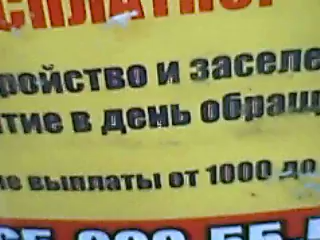 СПЛАТНО!
ройство и заселе
тие в день обращ
ые выплаты от 1000 до